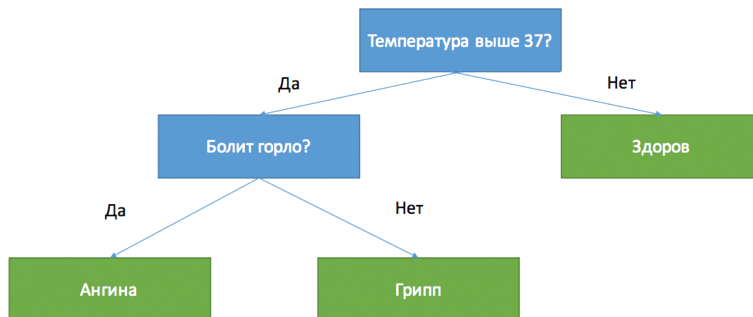 Температура выше 37?
Да
Нет
Болит горло?
Здоров
Да
Нет
Ангина
Грипп